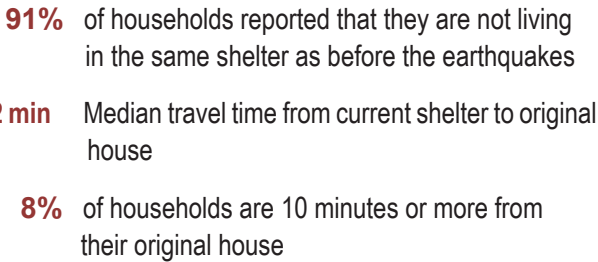 91% of households reported that they are not living
in the same shelter as before the earthquakes
min Median travel time from current shelter to original
house
8% of households are 10 minutes or more from
their original house